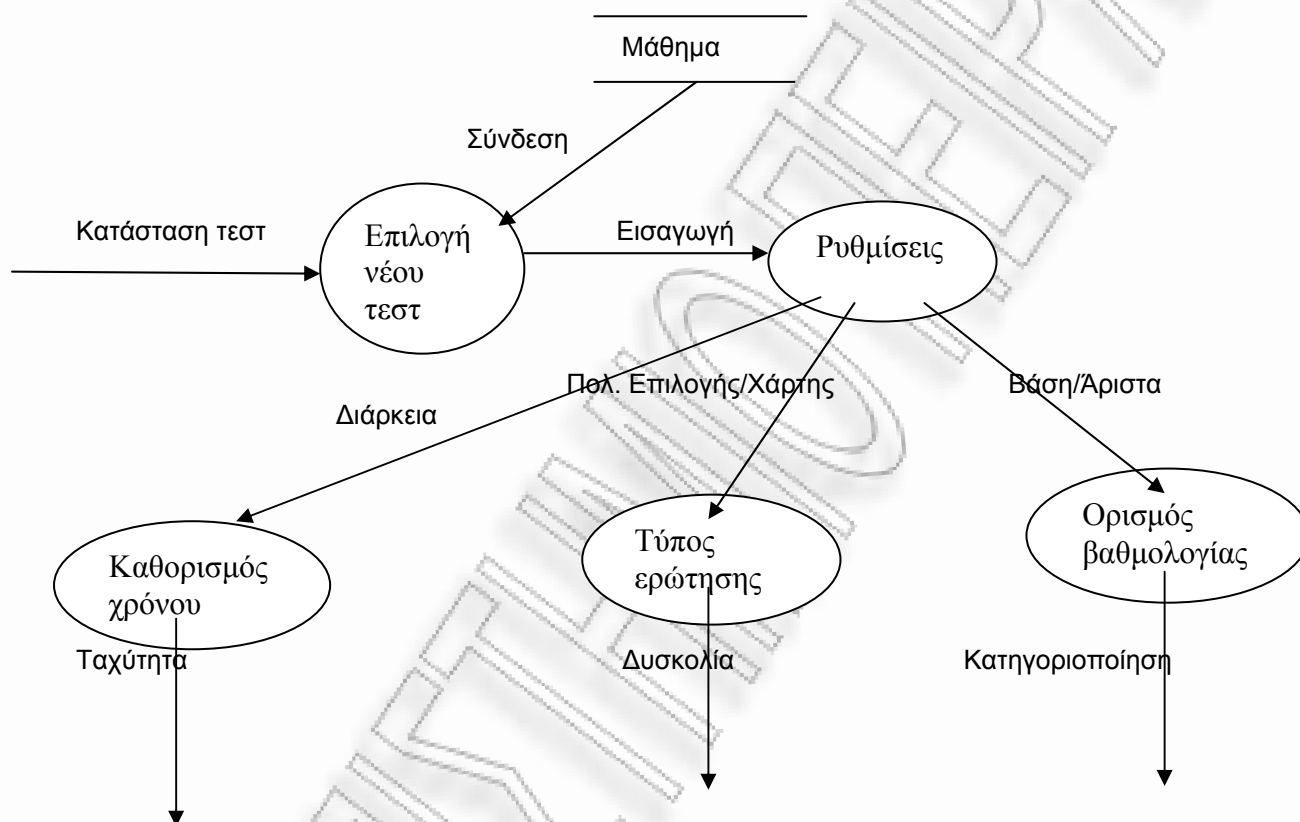 Μάθημα
Σύνδεση
Κατάσταση τεστ
Επιλογή
νέου
τεστ
Εισαγωγή
Ρυθμίσεις
Διάρκεια
Πολ. Επιλογής/Χάρτης
Βάση/Άριστα
Καθορισμός
χρόνου
Τύπος
ερώτησης
Ορισμός
βαθμολογίας
Ταχύτητα
Δυσκολία
Κατηγοριοποίηση